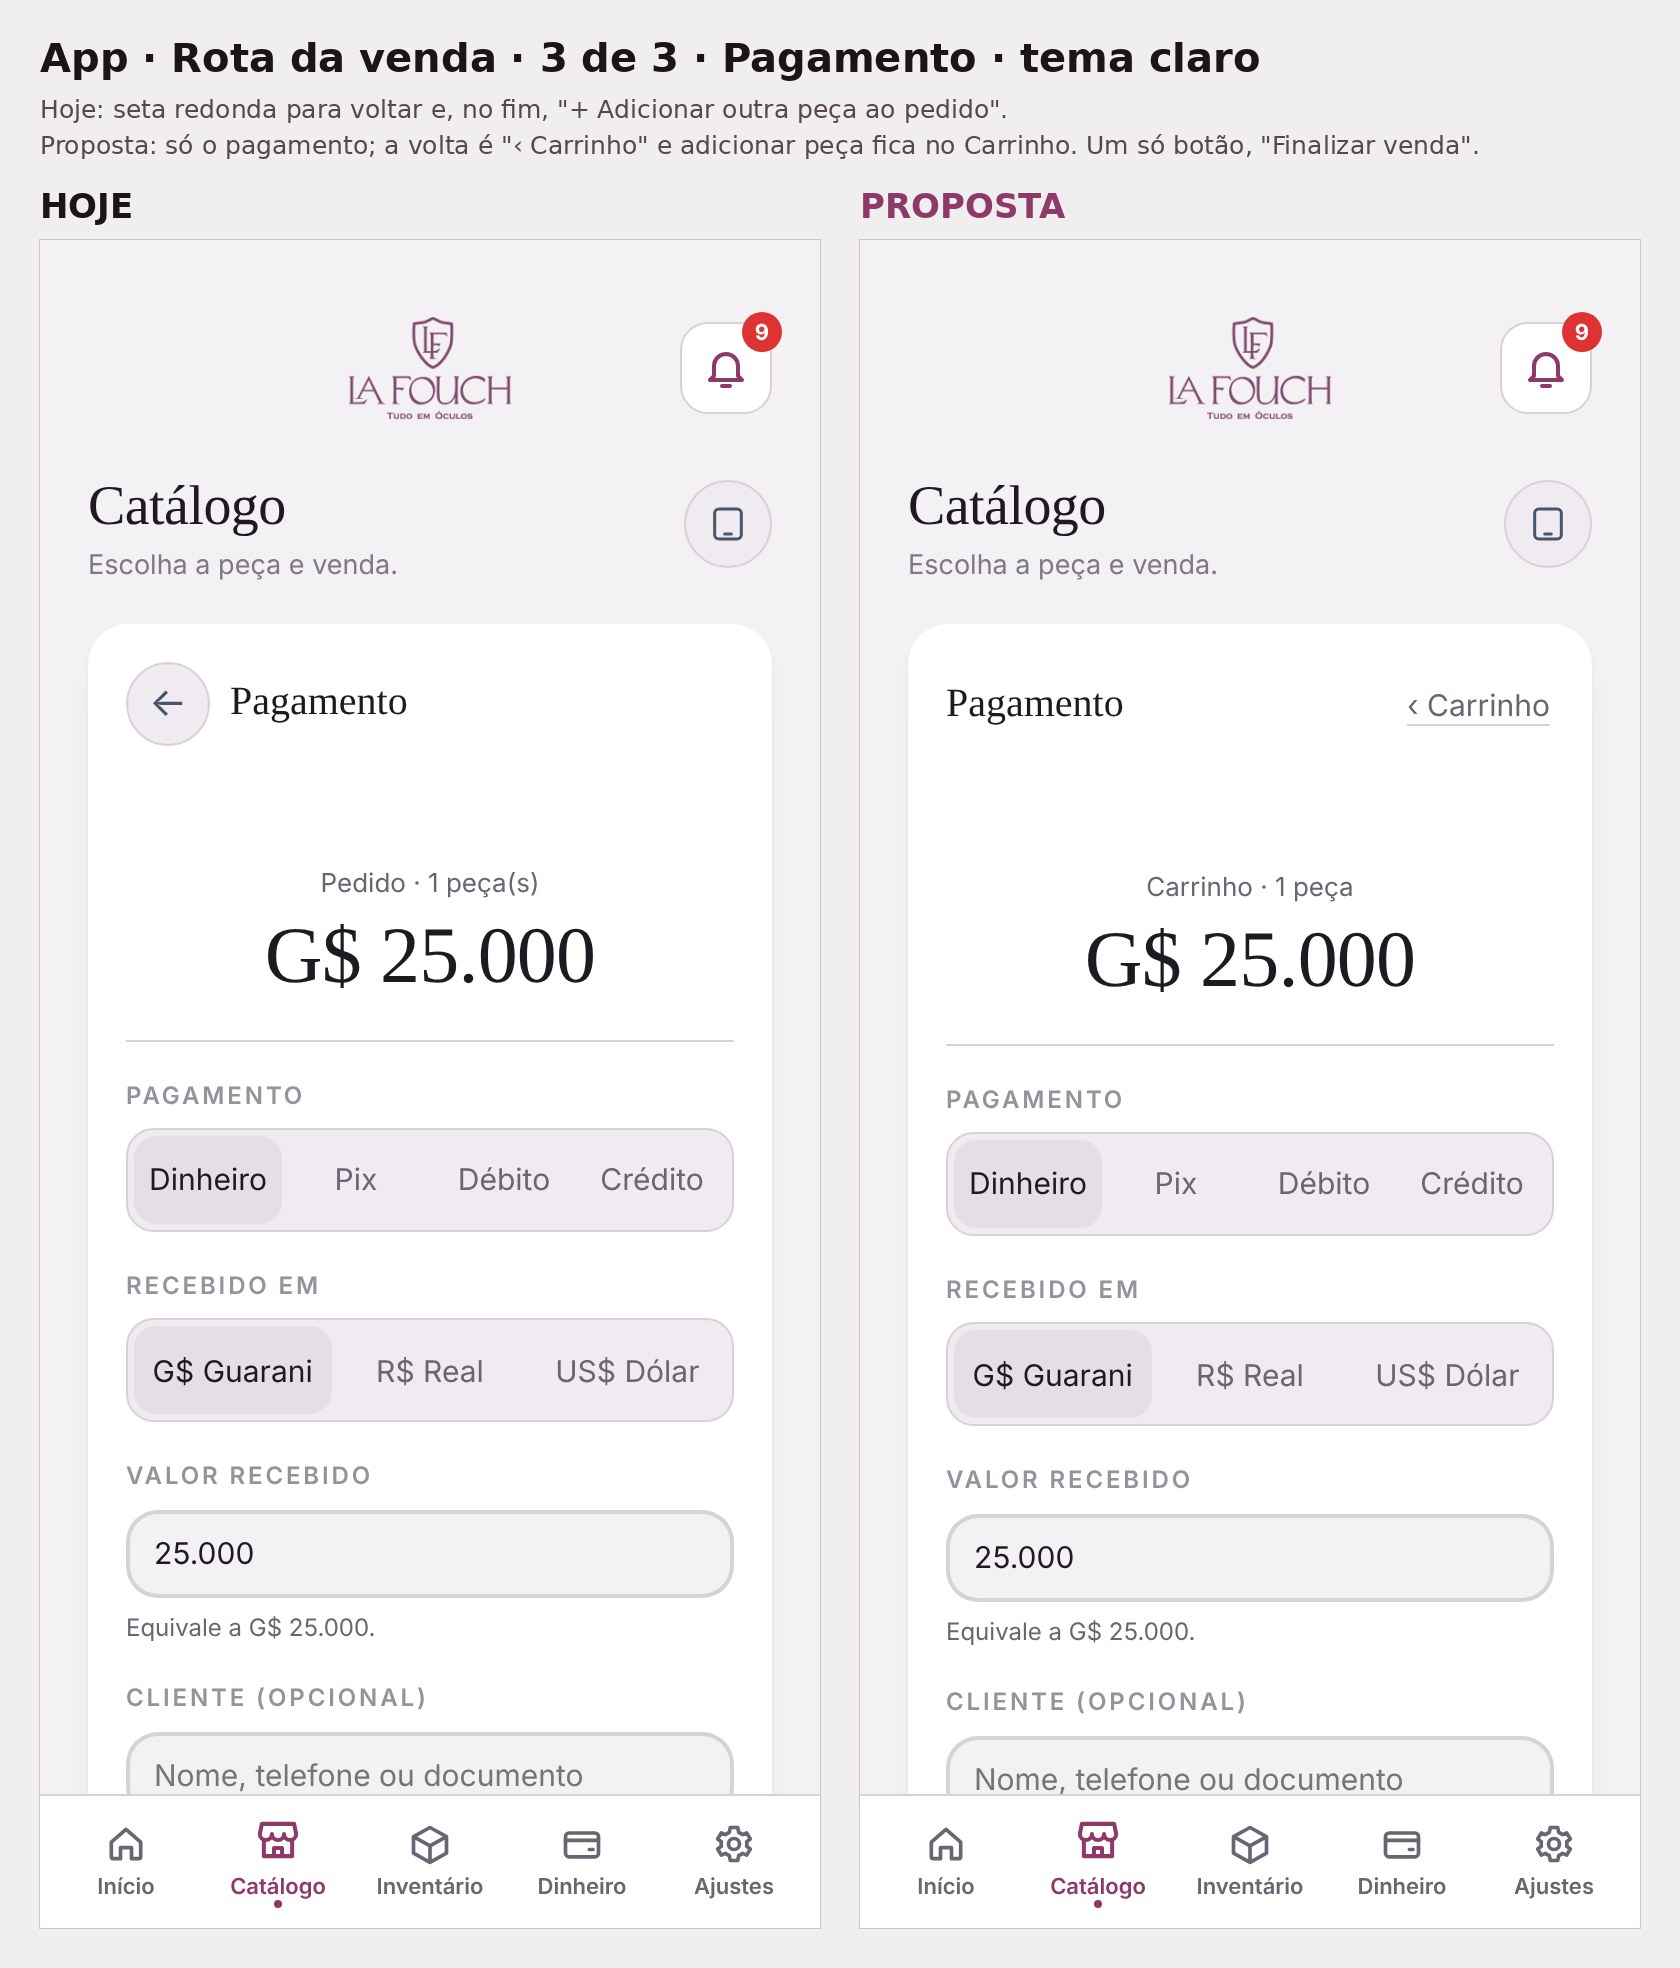 App · Rota da venda · 3 de 3 · Pagamento · tema claro
Hoje: seta redonda para voltar e, no fim, "+ Adicionar outra peça ao pedido".
Proposta: só o pagamento; a volta é "‹ Carrinho" e adicionar peça fica no Carrinho. Um só botão, "Finalizar venda".
HOJE
LF
LA FOUCH
TUDO EM ÓCULOS
9
Catálogo
Escolha a peça e venda.
Pagamento
Pedido · 1 peça(s)
G$ 25.000
PAGAMENTO
Dinheiro Pix Débito Crédito
RECEBIDO EM
G$ Guarani R$ Real US$ Dólar
VALOR RECEBIDO
25.000
Equivale a G$ 25.000.
CLIENTE (OPCIONAL)
Nome, telefone ou documento
Início Catálogo Inventário Dinheiro Ajustes
PROPOSTA
LF
LA FOUCH
TUDO EM ÓCULOS
9
Catálogo
Escolha a peça e venda.
Pagamento ‹ Carrinho
Carrinho · 1 peça
G$ 25.000
PAGAMENTO
Dinheiro Pix Débito Crédito
RECEBIDO EM
G$ Guarani R$ Real US$ Dólar
VALOR RECEBIDO
25.000
Equivale a G$ 25.000.
CLIENTE (OPCIONAL)
Nome, telefone ou documento
Início Catálogo Inventário Dinheiro Ajustes